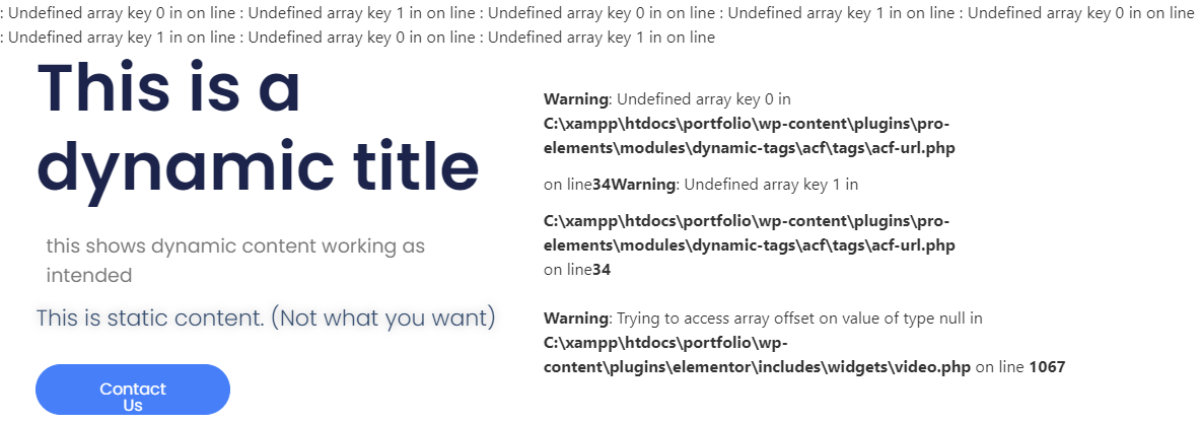 : Undefined array key 0 in on line : Undefined array key 1 in on line : Undefined array key 0 in on line : Undefined array key 1 in on line : Undefined array key 0 in on line
: Undefined array key 1 in on line : Undefined array key 0 in on line : Undefined array key 1 in on line
This is a
dynamic title
this shows dynamic content working as
intended
This is static content. (Not what you want)
Contact
Us
Warning: Undefined array key 0 in
C:\xampp\htdocs\portfolio\wp-content\plugins\pro-
elements\modules\dynamic-tags\acf\tags\acf-url.php
on line34Warning: Undefined array key 1 in
C:\xampp\htdocs\portfolio\wp-content\plugins\pro-
elements\modules\dynamic-tags\acf\tags\acf-url.php
on line34
Warning: Trying to access array offset on value of type null in
C:\xampp\htdocs\portfolio\wp-
content\plugins\elementor\includes\widgets\video.php on line 1067